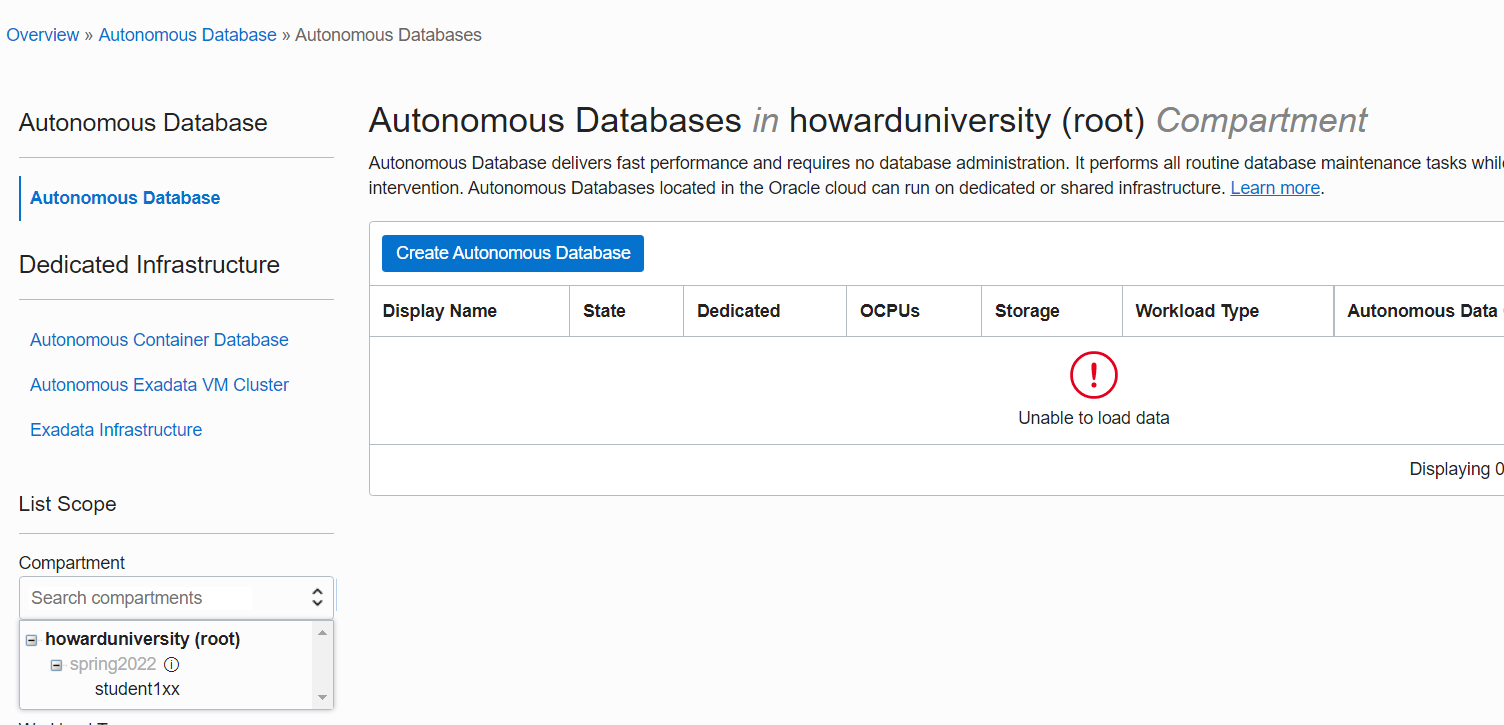 Overview » Autonomous Database » Autonomous Databases
Autonomous Database
Autonomous Database
Dedicated Infrastructure
Autonomous Container Database
Autonomous Exadata VM Cluster
Exadata Infrastructure
List Scope
Compartment
Search compartments
howarduniversity (root)
spring2022
student1xx
Autonomous Databases in howarduniversity (root) Compartment
Autonomous Database delivers fast performance and requires no database administration. It performs all routine database maintenance tasks
intervention. Autonomous Databases located in the Oracle cloud can run on dedicated or shared infrastructure. Learn more.
Create Autonomous Database
Display Name State Dedicated OCPUs Storage Workload Type Autonomous Data
!
Unable to load data
Displaying 0